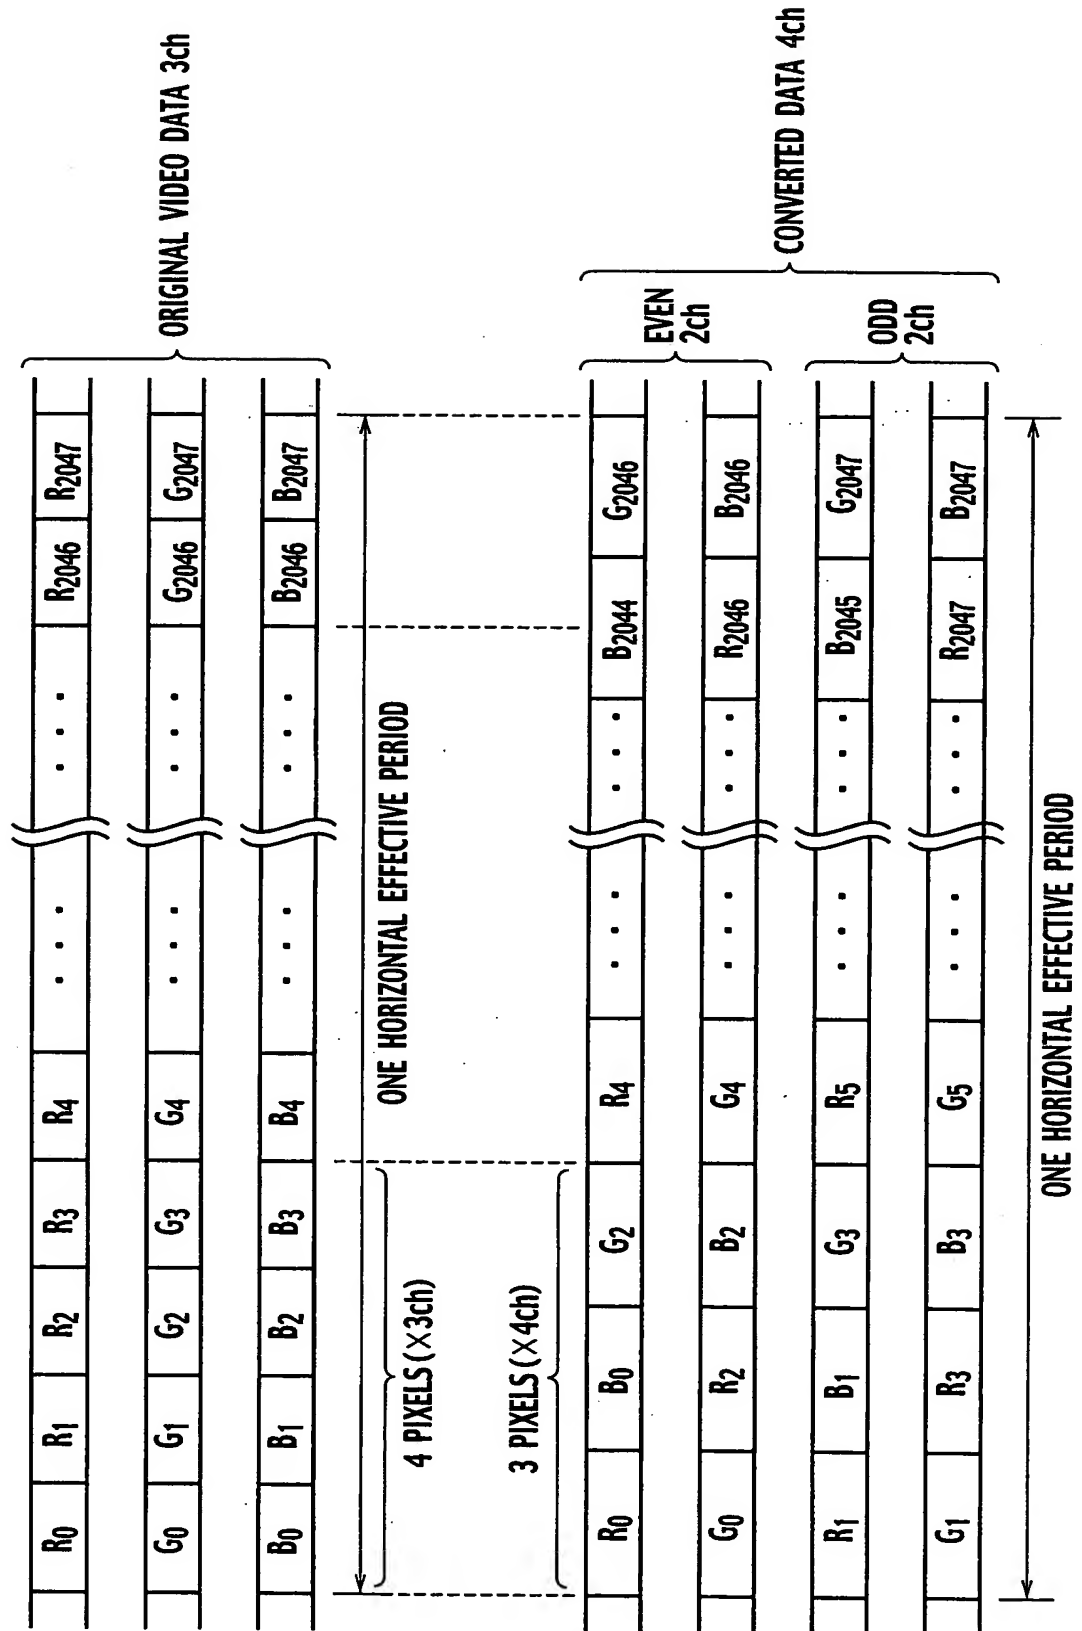 R0 R1 R2 R3 R4 . . . . . . R2046 R2047
G0 G1 G2 G3 G4 . . . . . . G2046 G2047
B0 B1 B2 B3 B4 . . . . . . B2046 B2047
ORIGINAL VIDEO DATA 3ch
ONE HORIZONTAL EFFECTIVE PERIOD
4 PIXELS (×3ch)
3 PIXELS (×4ch)
R0 B0 G2 R4 . . . . . . B2044 G2046
G0 R2 B2 G4 . . . . . . R2046 B2046
EVEN
2ch
R1 B1 G3 R5 . . . . . . B2045 G2047
G1 R3 B3 G5 . . . . . . R2047 B2047
ODD
2ch
CONVERTED DATA 4ch
ONE HORIZONTAL EFFECTIVE PERIOD